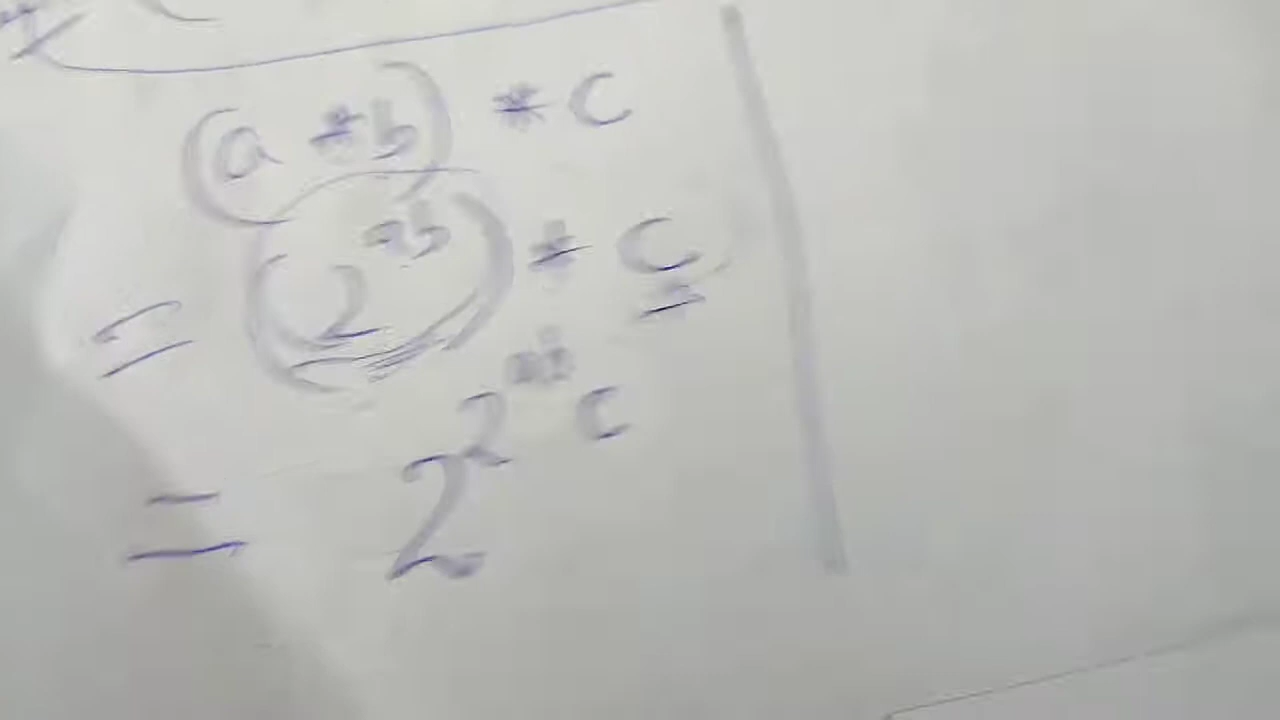 (a * b) * c
= (2^{ab}) * c
= 2^{2^{ab} c}